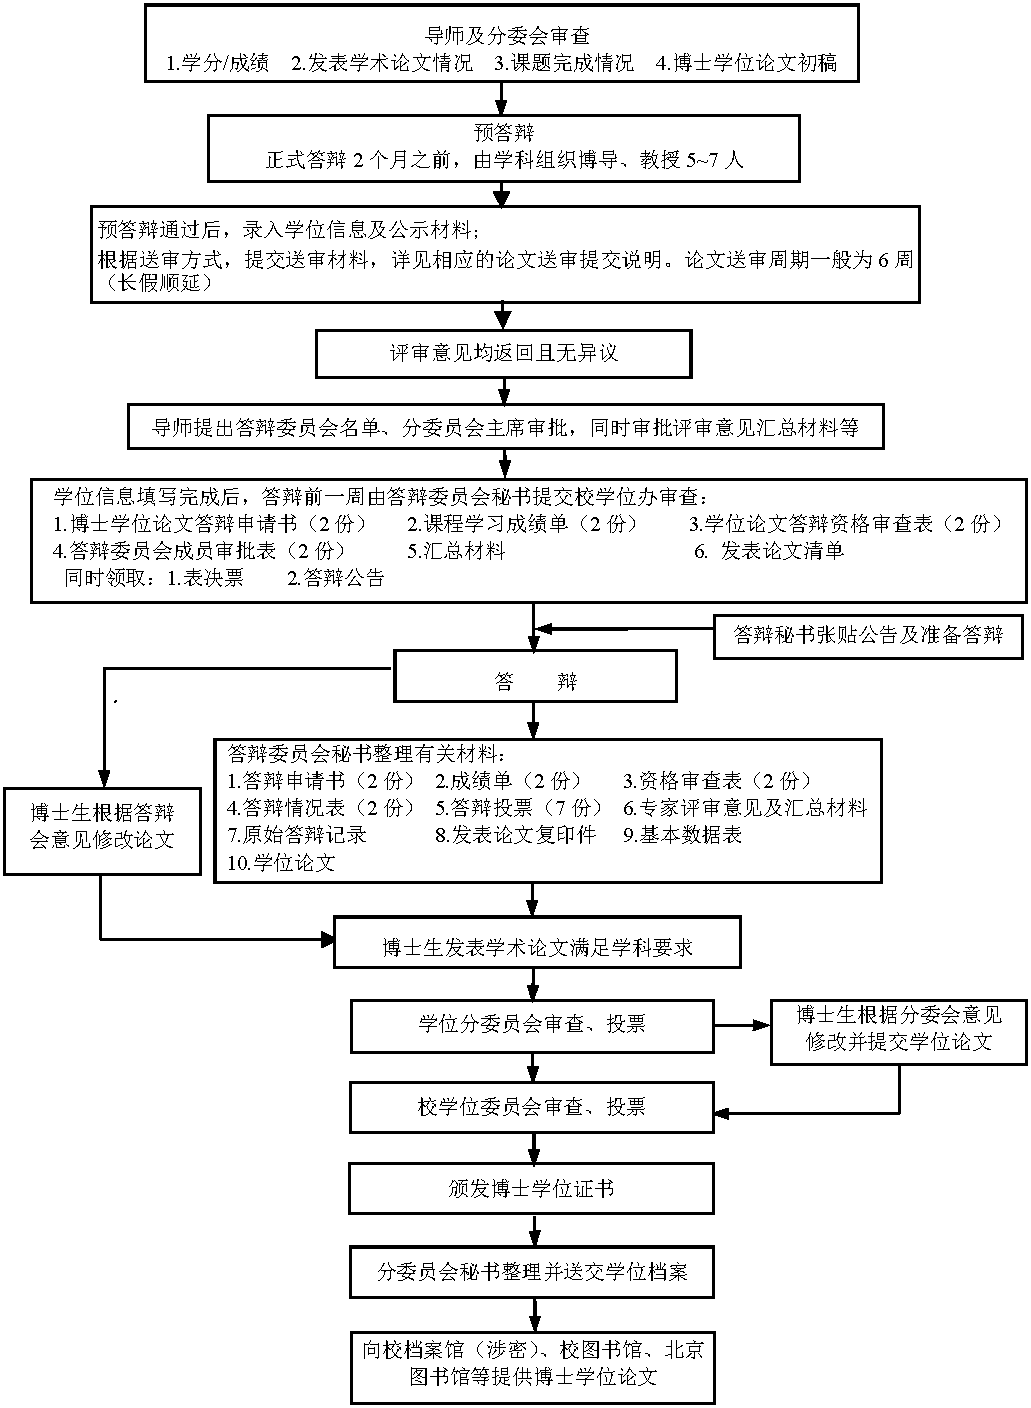 导师及分委会审查
1.学分/成绩 2.发表学术论文情况 3.课题完成情况 4.博士学位论文初稿
预答辩
正式答辩 2 个月之前，由学科组织博导、教授 5~7 人
预答辩通过后，录入学位信息及公示材料;
根据送审方式，提交送审材料，详见相应的论文送审提交说明。论文送审周期一般为 6 周
（长假顺延）
评审意见均返回且无异议
导师提出答辩委员会名单、分委员会主席审批，同时审批评审意见汇总材料等
学位信息填写完成后，答辩前一周由答辩委员会秘书提交校学位办审查：
1.博士学位论文答辩申请书（2 份） 2.课程学习成绩单（2 份） 3.学位论文答辩资格审查表（2 份）
4.答辩委员会成员审批表（2 份） 5.汇总材料 6. 发表论文清单
同时领取：1.表决票 2.答辩公告
答辩秘书张贴公告及准备答辩
答 辩
答辩委员会秘书整理有关材料：
1.答辩申请书（2 份） 2.成绩单（2 份） 3.资格审查表（2 份）
4.答辩情况表（2 份） 5.答辩投票（7 份） 6.专家评审意见及汇总材料
7.原始答辩记录 8.发表论文复印件 9.基本数据表
10.学位论文
博士生根据答辩
会意见修改论文
博士生发表学术论文满足学科要求
学位分委员会审查、投票
博士生根据分委会意见
修改并提交学位论文
校学位委员会审查、投票
颁发博士学位证书
分委员会秘书整理并送交学位档案
向校档案馆（涉密）、校图书馆、北京
图书馆等提供博士学位论文